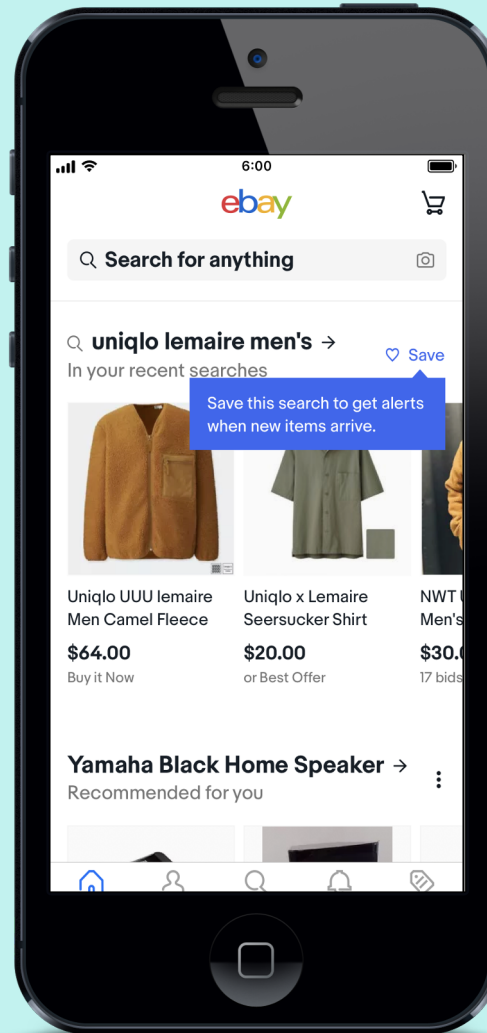 6:00
ebay
Search for anything
uniqlo lemaire men's →
In your recent searches
Save
Save this search to get alerts
when new items arrive.
Uniqlo UUU lemaire
Men Camel Fleece
$64.00
Buy it Now
Uniqlo x Lemaire
Seersucker Shirt
$20.00
or Best Offer
NWT
Men's
$30.
17 bids
Yamaha Black Home Speaker →
Recommended for you